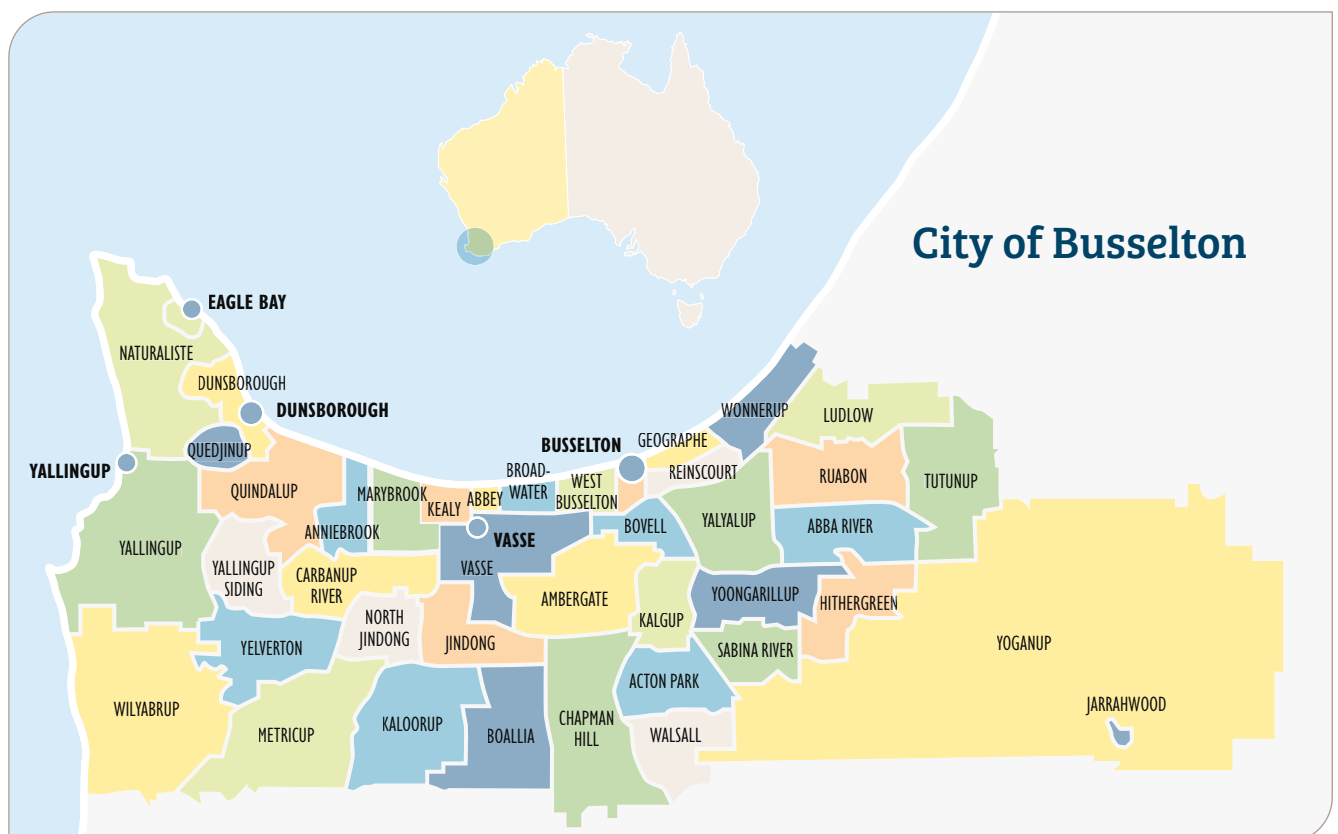 City of Busselton
EAGLE BAY
NATURALISTE
DUNSBOROUGH
DUNSBOROUGH
WONNERUP
LUDLOW
QUEDJINUP
BUSSELTON
GEOGRAPHE
YALLINGUP
REINSCOURT
BROAD-
WATER
WEST
BUSSELTON
RUABON
TUTUNUP
QUINDALUP
MARYBROOK
KEALY
ABBEY
ANNIEBROOK
BOVELL
YALYALUP
ABBA RIVER
VASSE
YALLINGUP
YALLINGUP
SIDING
CARBANUP
RIVER
VASSE
AMBERGATE
YOONGARILLUP
HITHERGREEN
KALGUP
NORTH
JINDONG
JINDONG
YELVERTON
SABINA RIVER
YOGANUP
ACTON PARK
WILYABRUP
METRICUP
KALOORUP
BOALLIA
CHAPMAN
HILL
WALSALL
JARRAHWOOD